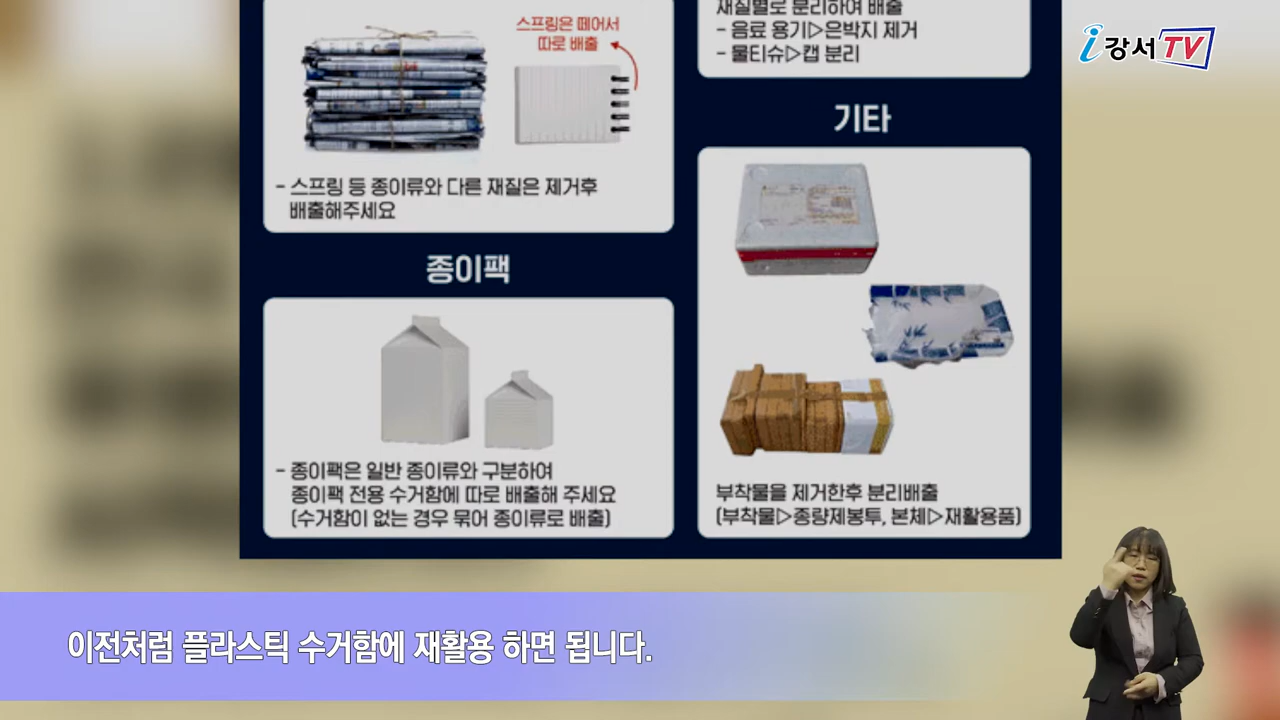 스프링은 떼어서
따로 배출
- 스프링 등 종이류와 다른 재질은 제거후
배출해주세요
종이팩
- 종이팩은 일반 종이류와 구분하여
종이팩 전용 수거함에 따로 배출해 주세요
(수거함이 없는 경우 묶어 종이류로 배출)
재질별로 분리하여 배출
- 음료 용기▷은박지 제거
- 물티슈▷캡 분리
기타
부착물을 제거한후 분리배출
(부착물▷종량제봉투, 본체▷재활용품)
i강서TV
이전처럼 플라스틱 수거함에 재활용 하면 됩니다.